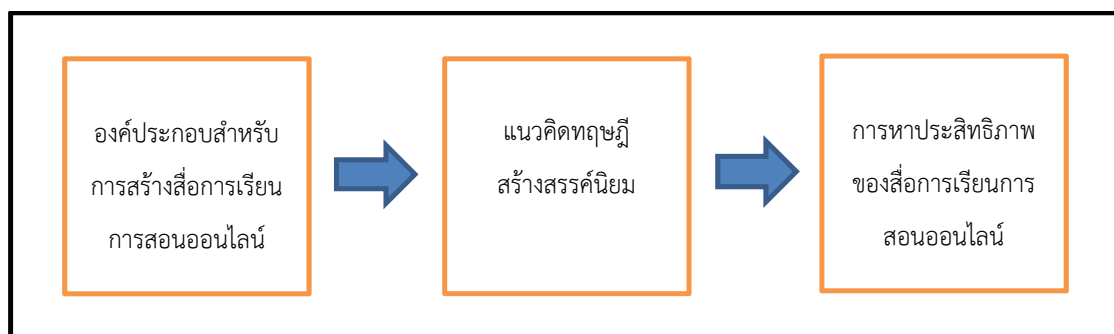 องค์ประกอบสำหรับ
การสร้างสื่อการเรียน
การสอนออนไลน์
แนวคิดทฤษฎี
สร้างสรรค์นิยม
การหาประสิทธิภาพ
ของสื่อการเรียนการ
สอนออนไลน์